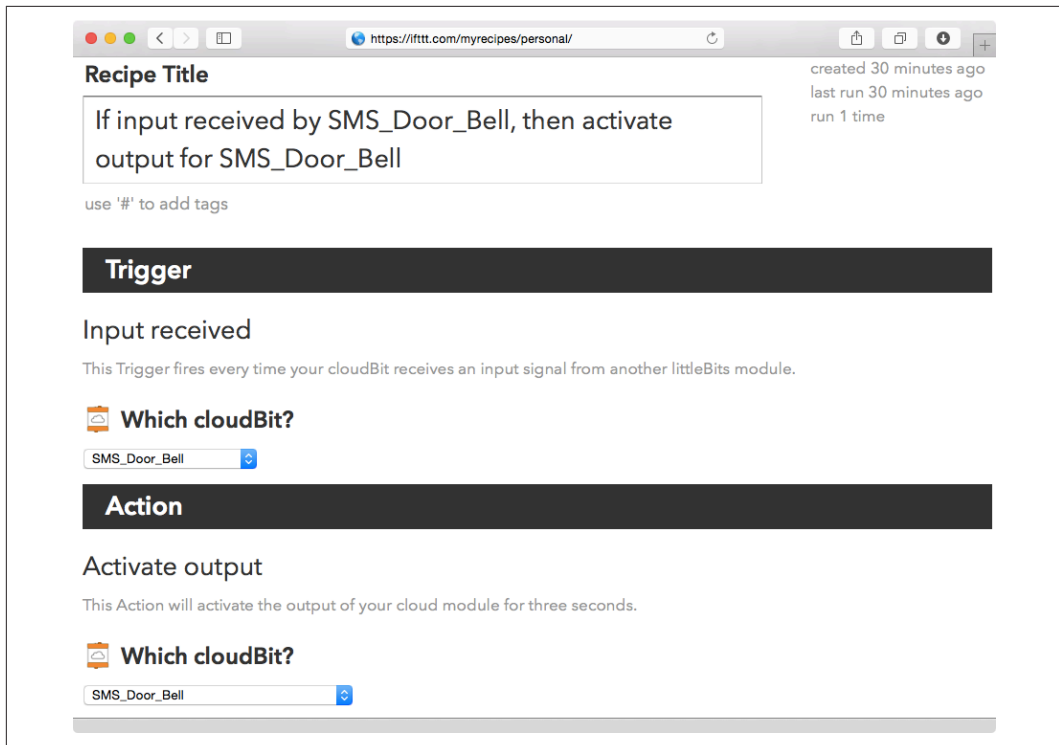 https://ifttt.com/myrecipes/personal/
Recipe Title
created 30 minutes ago
last run 30 minutes ago
run 1 time
If input received by SMS_Door_Bell, then activate
output for SMS_Door_Bell
use '#' to add tags
Trigger
Input received
This Trigger fires every time your cloudBit receives an input signal from another littleBits module.
Which cloudBit?
SMS_Door_Bell
Action
Activate output
This Action will activate the output of your cloud module for three seconds.
Which cloudBit?
SMS_Door_Bell